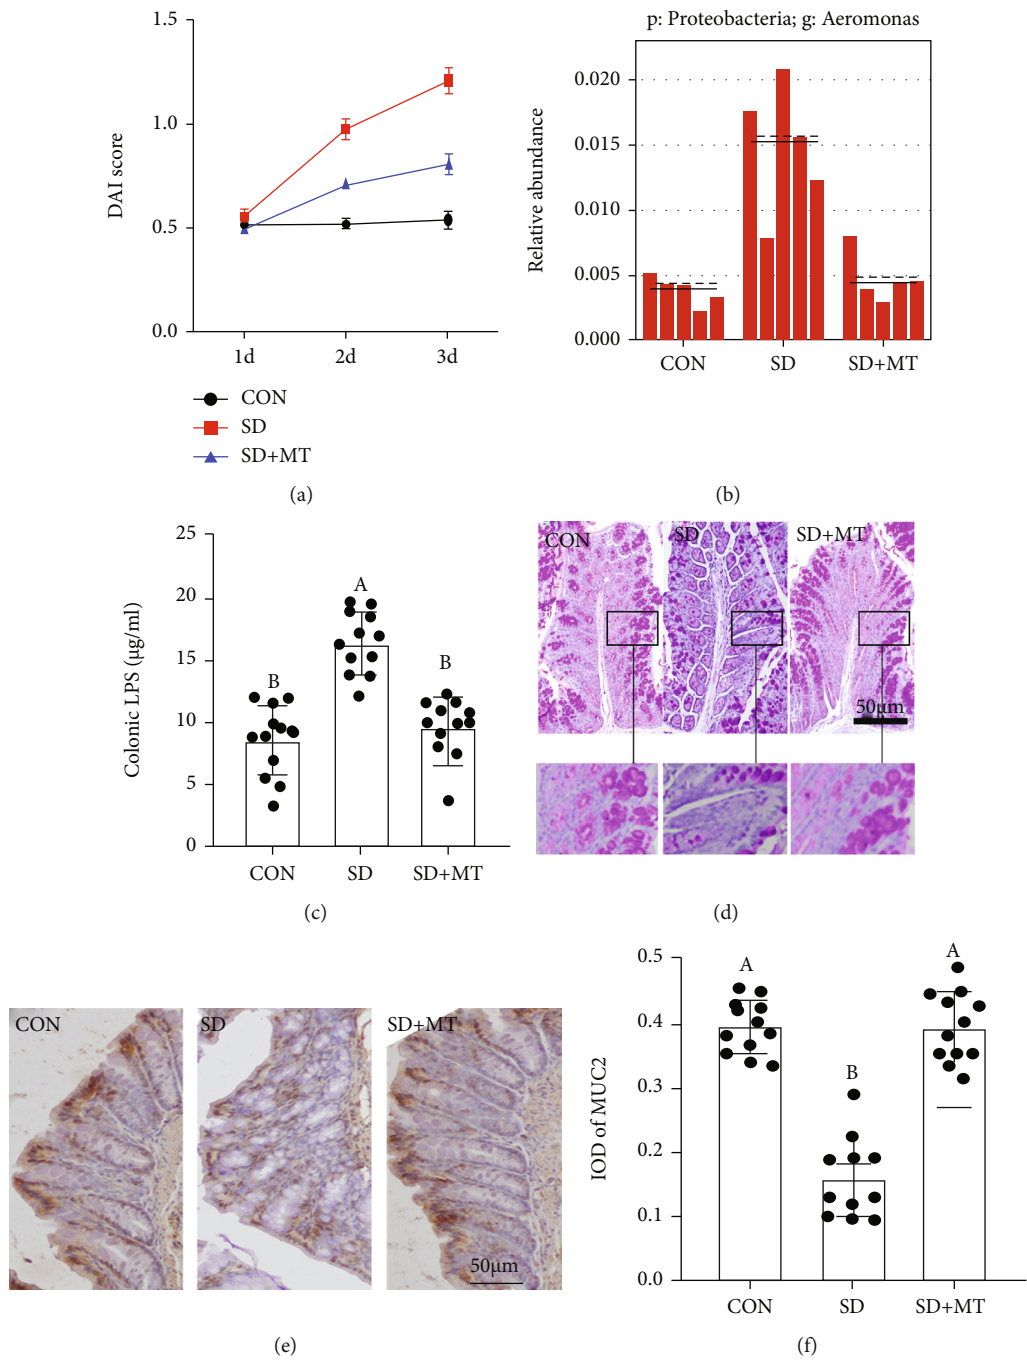 1.5
1.0
0.5
0.0
DAI score
1d 2d 3d
CON
SD
SD+MT
(a)
p: Proteobacteria; g: Aeromonas
0.020
0.015
0.010
0.005
0.000
Relative abundance
CON SD SD+MT
(b)
25
20
15
10
5
0
Colonic LPS (μg/ml)
B A B
CON SD SD+MT
(c)
CON SD SD+MT
50μm
(d)
CON SD SD+MT
50μm
(e)
0.5
0.4
0.3
0.2
0.1
0.0
IOD of MUC2
A B A
CON SD SD+MT
(f)